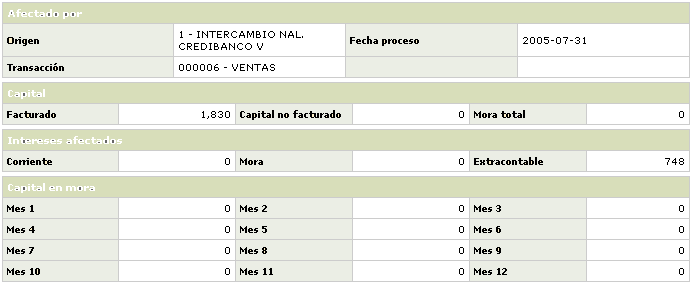 Afectado por
Origen 1 - INTERCAMBIO NAL. CREDIBANCO V Fecha proceso 2005-07-31
Transacción 000006 - VENTAS
Capital
Facturado 1,830 Capital no facturado 0 Mora total 0
Intereses afectados
Corriente 0 Mora 0 Extracontable 748
Capital en mora
Mes 1 0 Mes 2 0 Mes 3 0
Mes 4 0 Mes 5 0 Mes 6 0
Mes 7 0 Mes 8 0 Mes 9 0
Mes 10 0 Mes 11 0 Mes 12 0